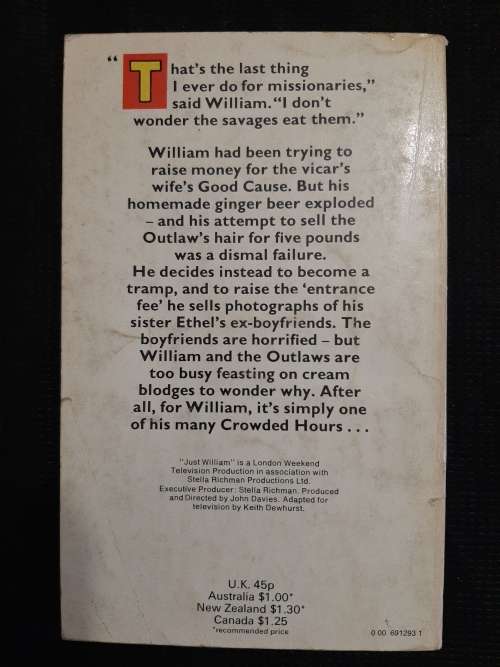 “That's the last thing
I ever do for missionaries,”
said William. “I don't
wonder the savages eat them.”
William had been trying to
raise money for the vicar's
wife's Good Cause. But his
homemade ginger beer exploded
– and his attempt to sell the
Outlaw's hair for five pounds
was a dismal failure.
He decides instead to become a
tramp, and to raise the ‘entrance
fee’ he sells photographs of his
sister Ethel's ex-boyfriends. The
boyfriends are horrified – but
William and the Outlaws are
too busy feasting on cream
blodges to wonder why. After
all, for William, it's simply one
of his many Crowded Hours . . .
"Just William" is a London Weekend
Television Production in association with
Stella Richman Productions Ltd.
Executive Producer: Stella Richman. Produced
and Directed by John Davies. Adapted for
television by Keith Dewhurst.
U.K. 45p
Australia $1.00*
New Zealand $1.30*
Canada $1.25
*recommended price
0 00 691293 1